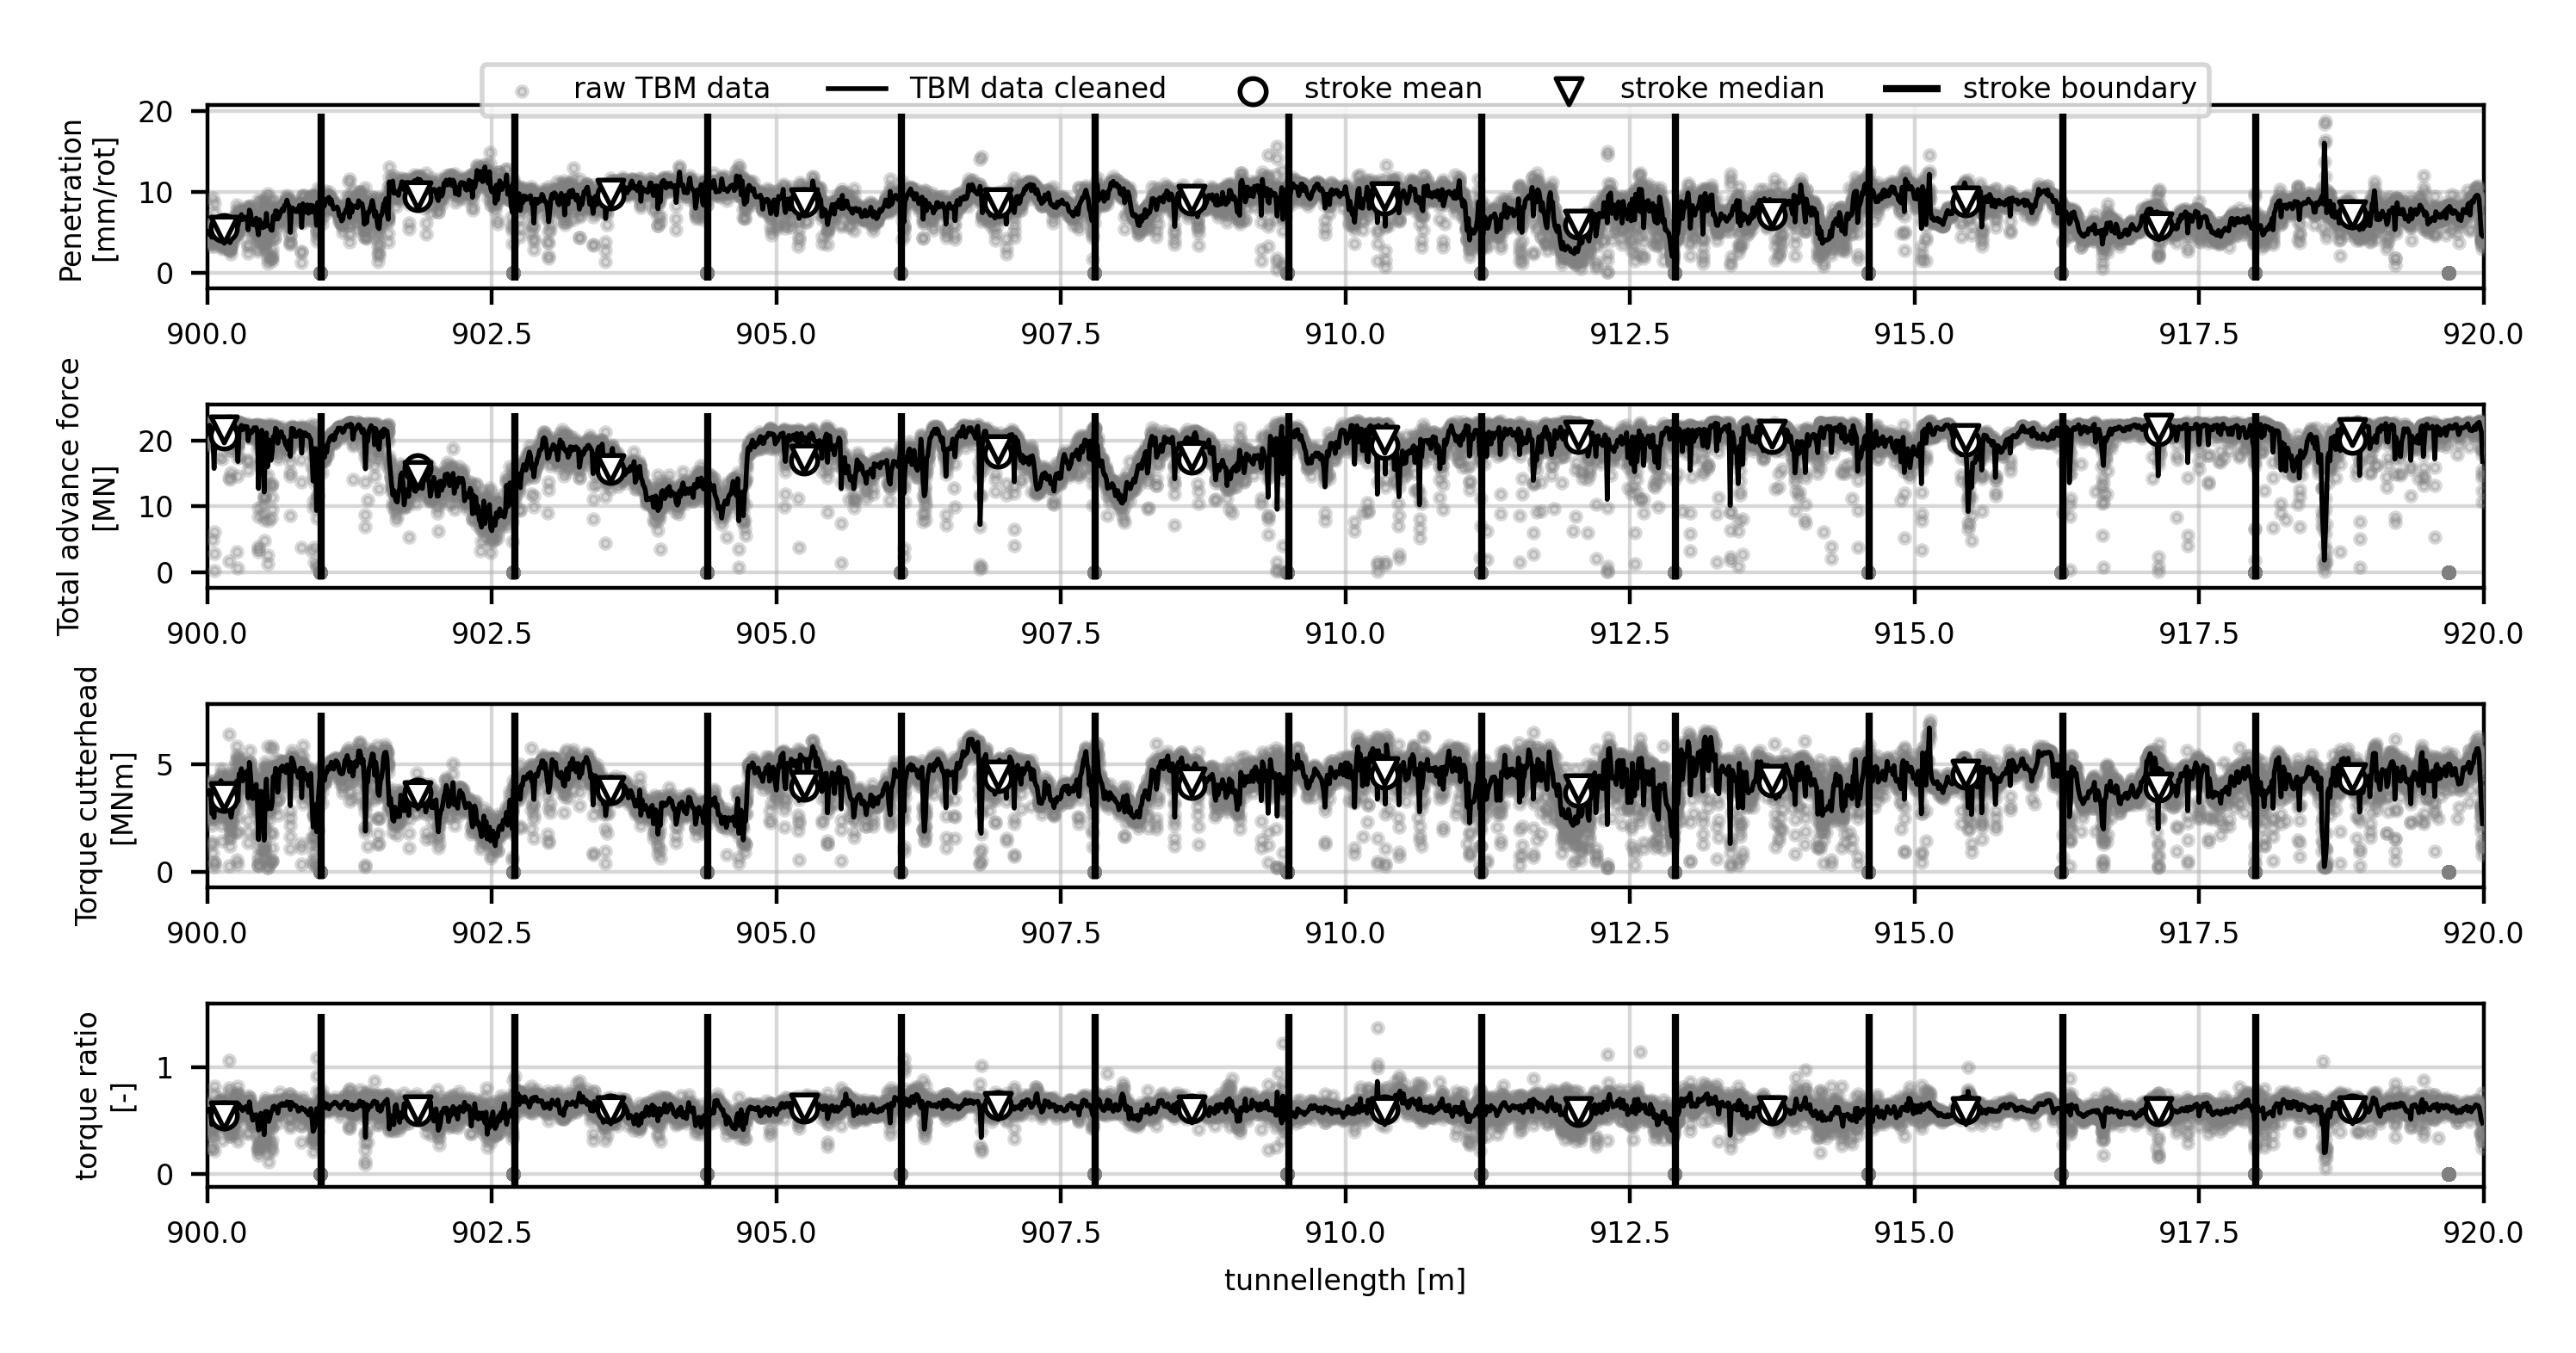 raw TBM data TBM data cleaned stroke mean stroke median stroke boundary
Penetration
[mm/rot]
20
10
0
900.0 902.5 905.0 907.5 910.0 912.5 915.0 917.5 920.0
Total advance force
[MN]
20
10
0
900.0 902.5 905.0 907.5 910.0 912.5 915.0 917.5 920.0
Torque cutterhead
[MNm]
5
0
900.0 902.5 905.0 907.5 910.0 912.5 915.0 917.5 920.0
torque ratio
[-]
1
0
900.0 902.5 905.0 907.5 910.0 912.5 915.0 917.5 920.0
tunnellength [m]